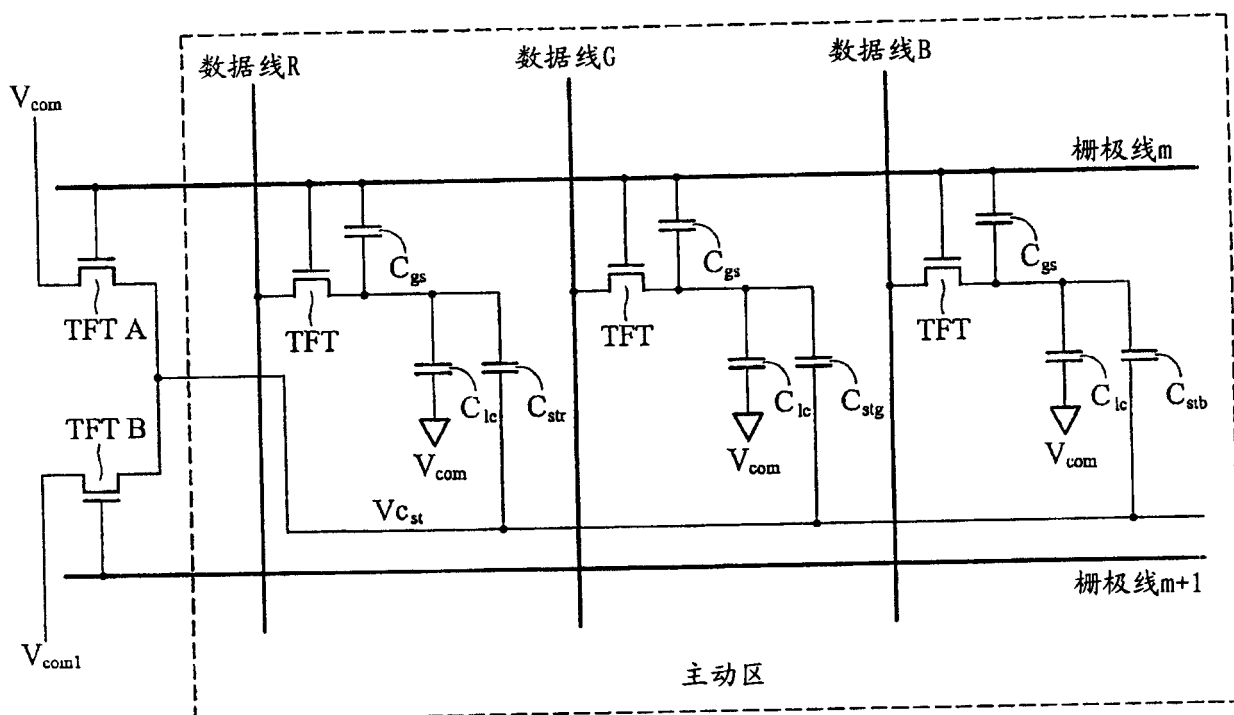 数据线R
数据线G
数据线B
Vcom
栅极线m
Cgs
Cgs
Cgs
TFT A
TFT
TFT
TFT
Clc
Cstr
Clc
Cstg
Clc
Cstb
TFT B
Vcom
Vcom
Vcom
Vcst
栅极线m+1
Vcom1
主动区